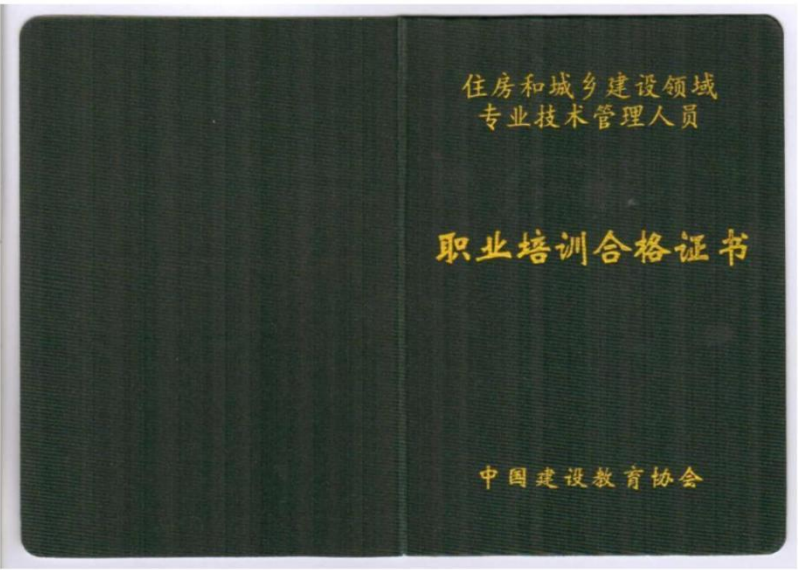 住房和城乡建设领域
专业技术管理人员
职业培训合格证书
中国建设教育协会